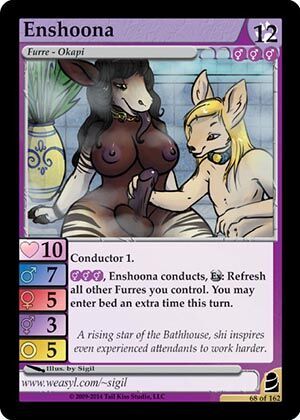 Enshoona
12
Furre - Okapi
10
7
5
3
5
Conductor 1.
Enshoona conducts, Ex: Refresh
all other Furres you control. You may
enter bed an extra time this turn.
A rising star of the Bathhouse, shi inspires
even experienced attendants to work harder.
Illus. by Sigil
www.weasyl.com/~sigil
© 2009-2014 Tail Kiss Studio, LLC
68 of 162